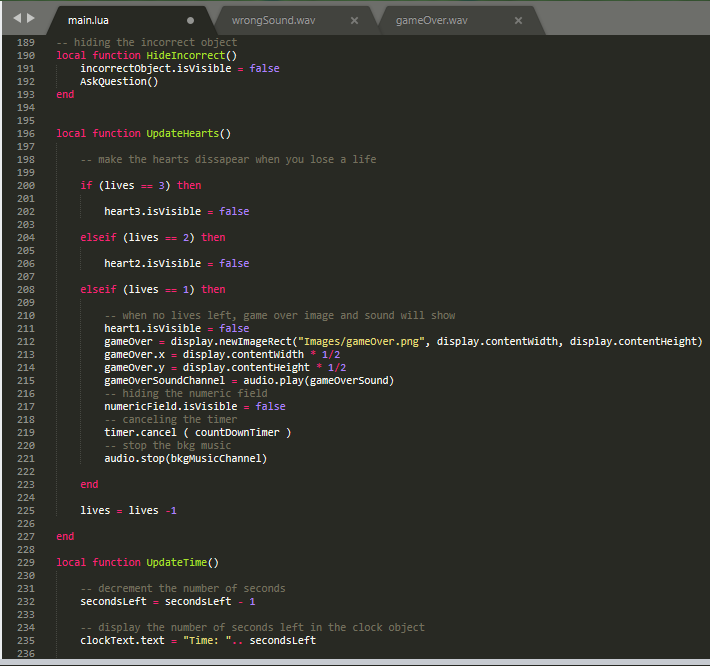 main.lua
wrongSound.wav
gameOver.wav
189 -- hiding the incorrect object
190 local function HideIncorrect()
191     incorrectObject.isVisible = false
192     AskQuestion()
193 end
194
195
196 local function UpdateHearts()
197
198     -- make the hearts dissapear when you lose a life
199
200     if (lives == 3) then
201
202         heart3.isVisible = false
203
204     elseif (lives == 2) then
205
206         heart2.isVisible = false
207
208     elseif (lives == 1) then
209
210         -- when no lives left, game over image and sound will show
211         heart1.isVisible = false
212         gameOver = display.newImageRect("Images/gameOver.png", display.contentWidth, display.contentHeight)
213         gameOver.x = display.contentWidth * 1/2
214         gameOver.y = display.contentHeight * 1/2
215         gameOverSoundChannel = audio.play(gameOverSound)
216         -- hiding the numeric field
217         numericField.isVisible = false
218         -- canceling the timer
219         timer.cancel ( countDownTimer )
220         -- stop the bkg music
221         audio.stop(bkgMusicChannel)
222
223     end
224
225     lives = lives -1
226
227 end
228
229 local function UpdateTime()
230
231     -- decrement the number of seconds
232     secondsLeft = secondsLeft - 1
233
234     -- display the number of seconds left in the clock object
235     clockText.text = "Time: ".. secondsLeft
236